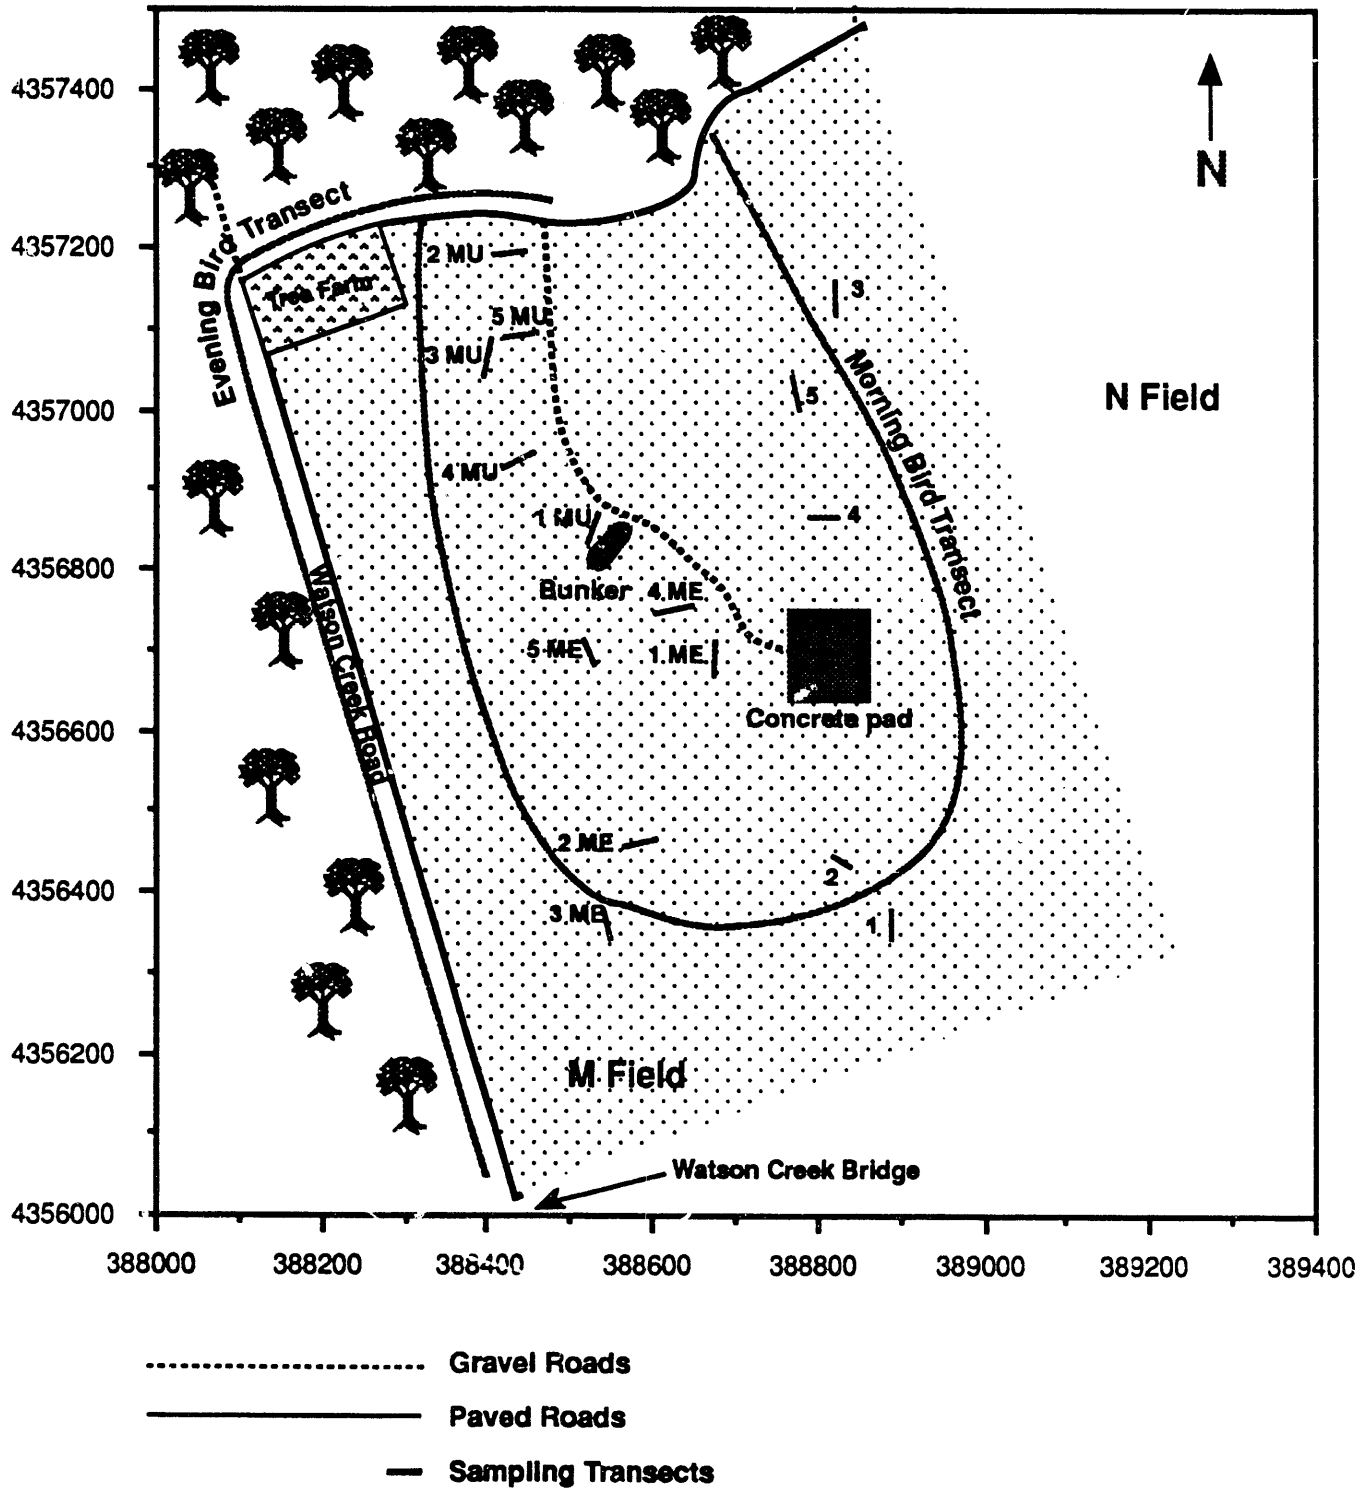 4357400
N
Evening Bird Transect
4357200
2 MU
Tree Farm
3
5 MU
3 MU
Morning Bird Transect
5
N Field
4357000
4 MU
1 MU
4
4356800
Bunker
4 ME
Watson Creek Road
5 ME
1 ME
Concrete pad
4356600
2 ME
2
4356400
3 ME
1
4356200
M Field
Watson Creek Bridge
4356000
388000 388200 388400 388600 388800 389000 389200 389400
Gravel Roads
Paved Roads
Sampling Transects